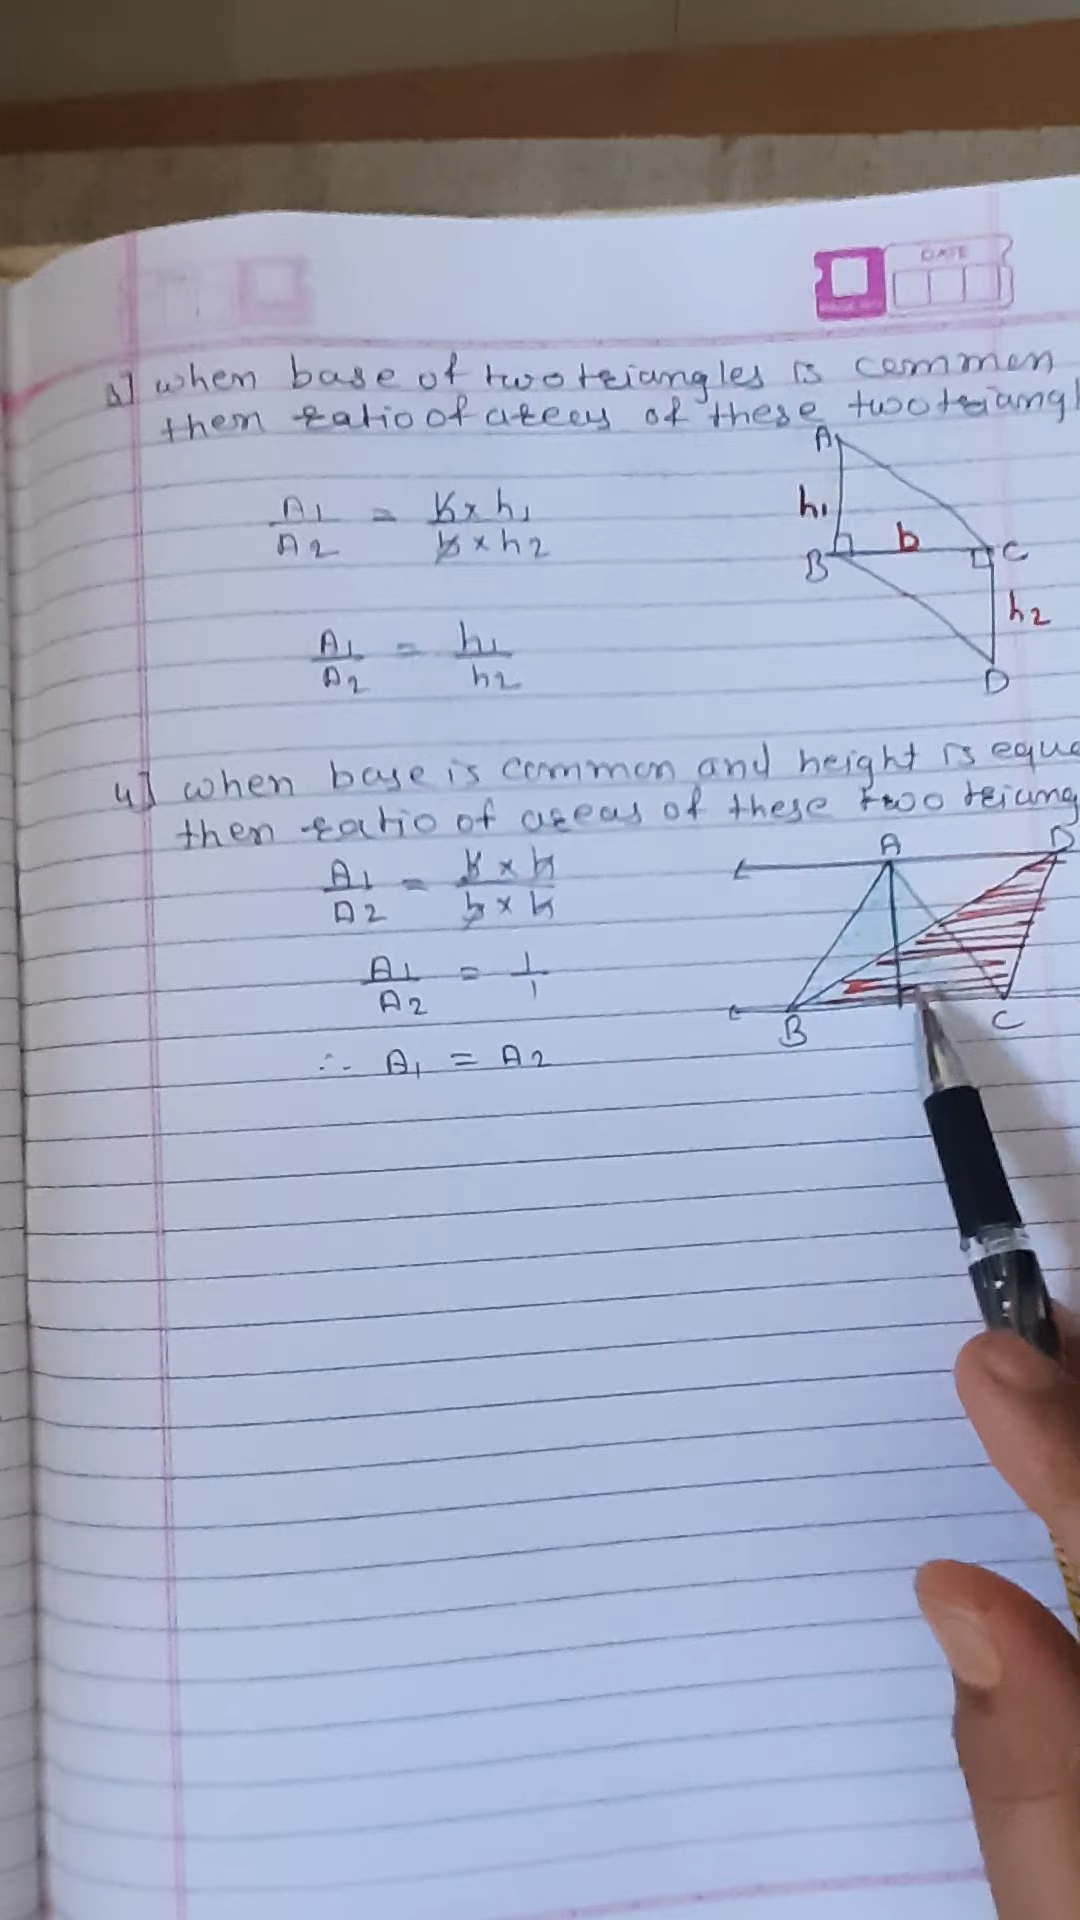 DATE
3] when base of two triangles is common
then ratio of areas of these two triangl
A
A1/A2 = b x h1/b x h2
h1
b
B
C
h2
A1/A2 = h1/h2
D
4] when base is common and height is equa
then ratio of areas of these two triang
A
D
A1/A2 = b x h/b x h
A1/A2 = 1/1
B
C
∴ A1 = A2